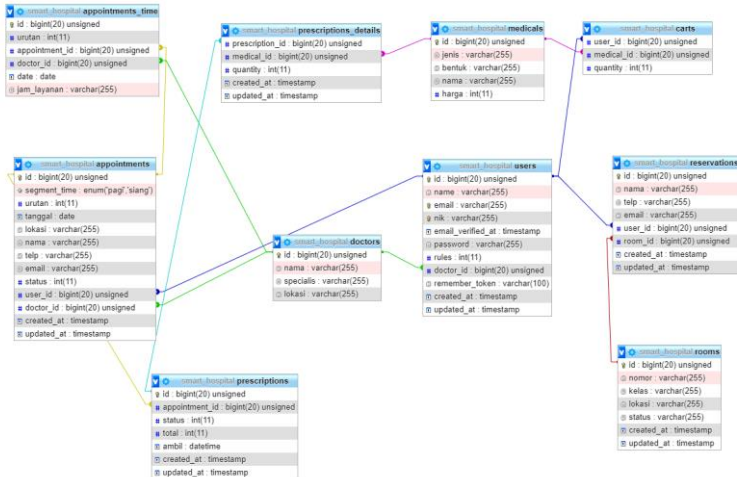 smart_hospital appointments_time
id : bigint(20) unsigned
urutan : int(11)
appointment_id : bigint(20) unsigned
doctor_id : bigint(20) unsigned
date : date
jam_layanan : varchar(255)
smart_hospital prescriptions_details
prescription_id : bigint(20) unsigned
medical_id : bigint(20) unsigned
quantity : int(11)
created_at : timestamp
updated_at : timestamp
smart_hospital medicals
id : bigint(20) unsigned
jenis : varchar(255)
bentuk : varchar(255)
nama : varchar(255)
harga : int(11)
smart_hospital carts
user_id : bigint(20) unsigned
medical_id : bigint(20) unsigned
quantity : int(11)
smart_hospital appointments
id : bigint(20) unsigned
segment_time : enum('pagi','siang')
urutan : int(11)
tanggal : date
lokasi : varchar(255)
nama : varchar(255)
telp : varchar(255)
email : varchar(255)
status : int(11)
user_id : bigint(20) unsigned
doctor_id : bigint(20) unsigned
created_at : timestamp
updated_at : timestamp
smart_hospital doctors
id : bigint(20) unsigned
nama : varchar(255)
specialis : varchar(255)
lokasi : varchar(255)
smart_hospital users
id : bigint(20) unsigned
name : varchar(255)
email : varchar(255)
nik : varchar(255)
email_verified_at : timestamp
password : varchar(255)
rules : int(11)
doctor_id : bigint(20) unsigned
remember_token : varchar(100)
created_at : timestamp
updated_at : timestamp
smart_hospital reservations
id : bigint(20) unsigned
nama : varchar(255)
telp : varchar(255)
email : varchar(255)
user_id : bigint(20) unsigned
room_id : bigint(20) unsigned
created_at : timestamp
updated_at : timestamp
smart_hospital prescriptions
id : bigint(20) unsigned
appointment_id : bigint(20) unsigned
status : int(11)
total : int(11)
ambil : datetime
created_at : timestamp
updated_at : timestamp
smart_hospital rooms
id : bigint(20) unsigned
nomor : varchar(255)
kelas : varchar(255)
lokasi : varchar(255)
status : varchar(255)
created_at : timestamp
updated_at : timestamp